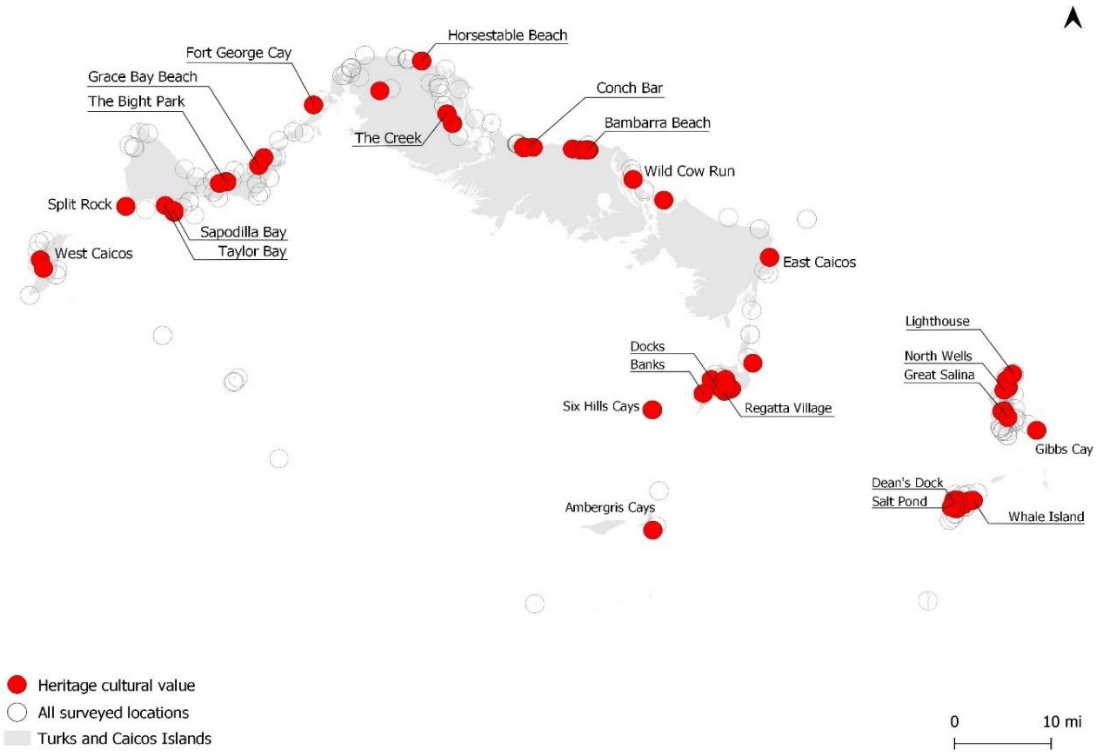 Horsestable Beach
Fort George Cay
Grace Bay Beach
The Bight Park
Conch Bar
The Creek
Bambarra Beach
Wild Cow Run
Split Rock
Sapodilla Bay
West Caicos
Taylor Bay
East Caicos
Lighthouse
Docks
North Wells
Banks
Great Salina
Six Hills Cays
Regatta Village
Gibbs Cay
Dean's Dock
Ambergris Cays
Salt Pond
Whale Island
Heritage cultural value
All surveyed locations
Turks and Caicos Islands
0 10 mi